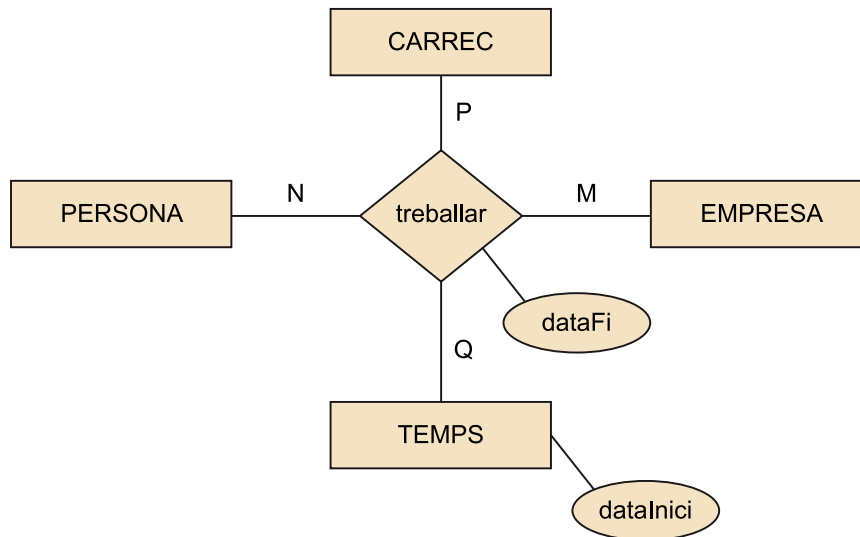 CARREC
P
PERSONA
N
treballar
M
EMPRESA
dataFi
Q
TEMPS
dataInici